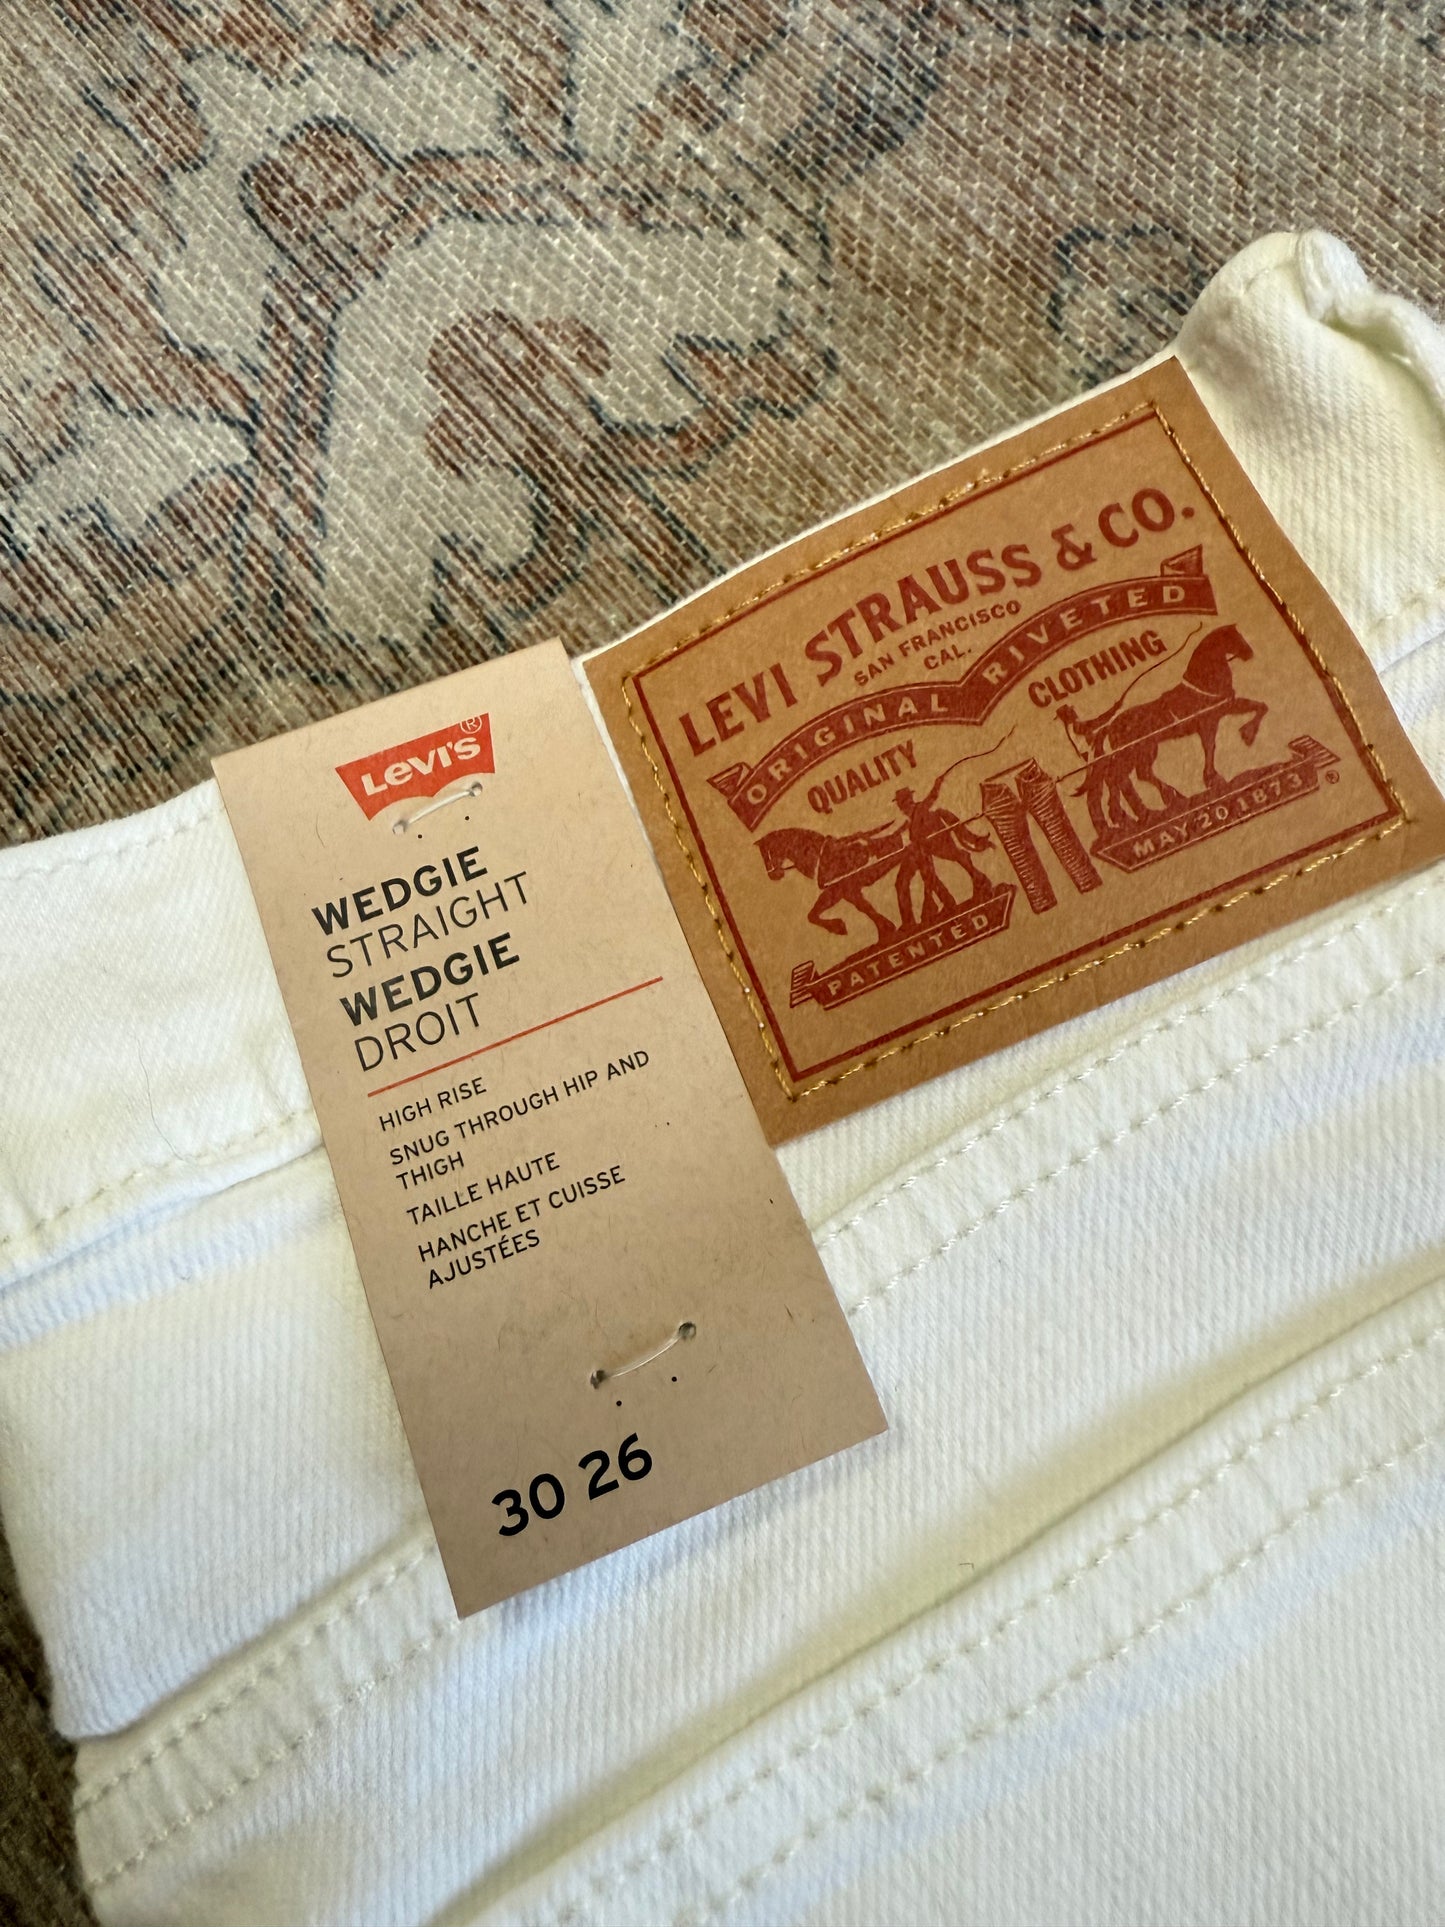 Levi's®
WEDGIE
STRAIGHT
WEDGIE
DROIT
HIGH RISE
SNUG THROUGH HIP AND
THIGH
TAILLE HAUTE
HANCHE ET CUISSE
AJUSTÉES
30 26
LEVI STRAUSS & CO.
SAN FRANCISCO
CAL.
ORIGINAL RIVETED
QUALITY CLOTHING
PATENTED MAY 20 1873 ®